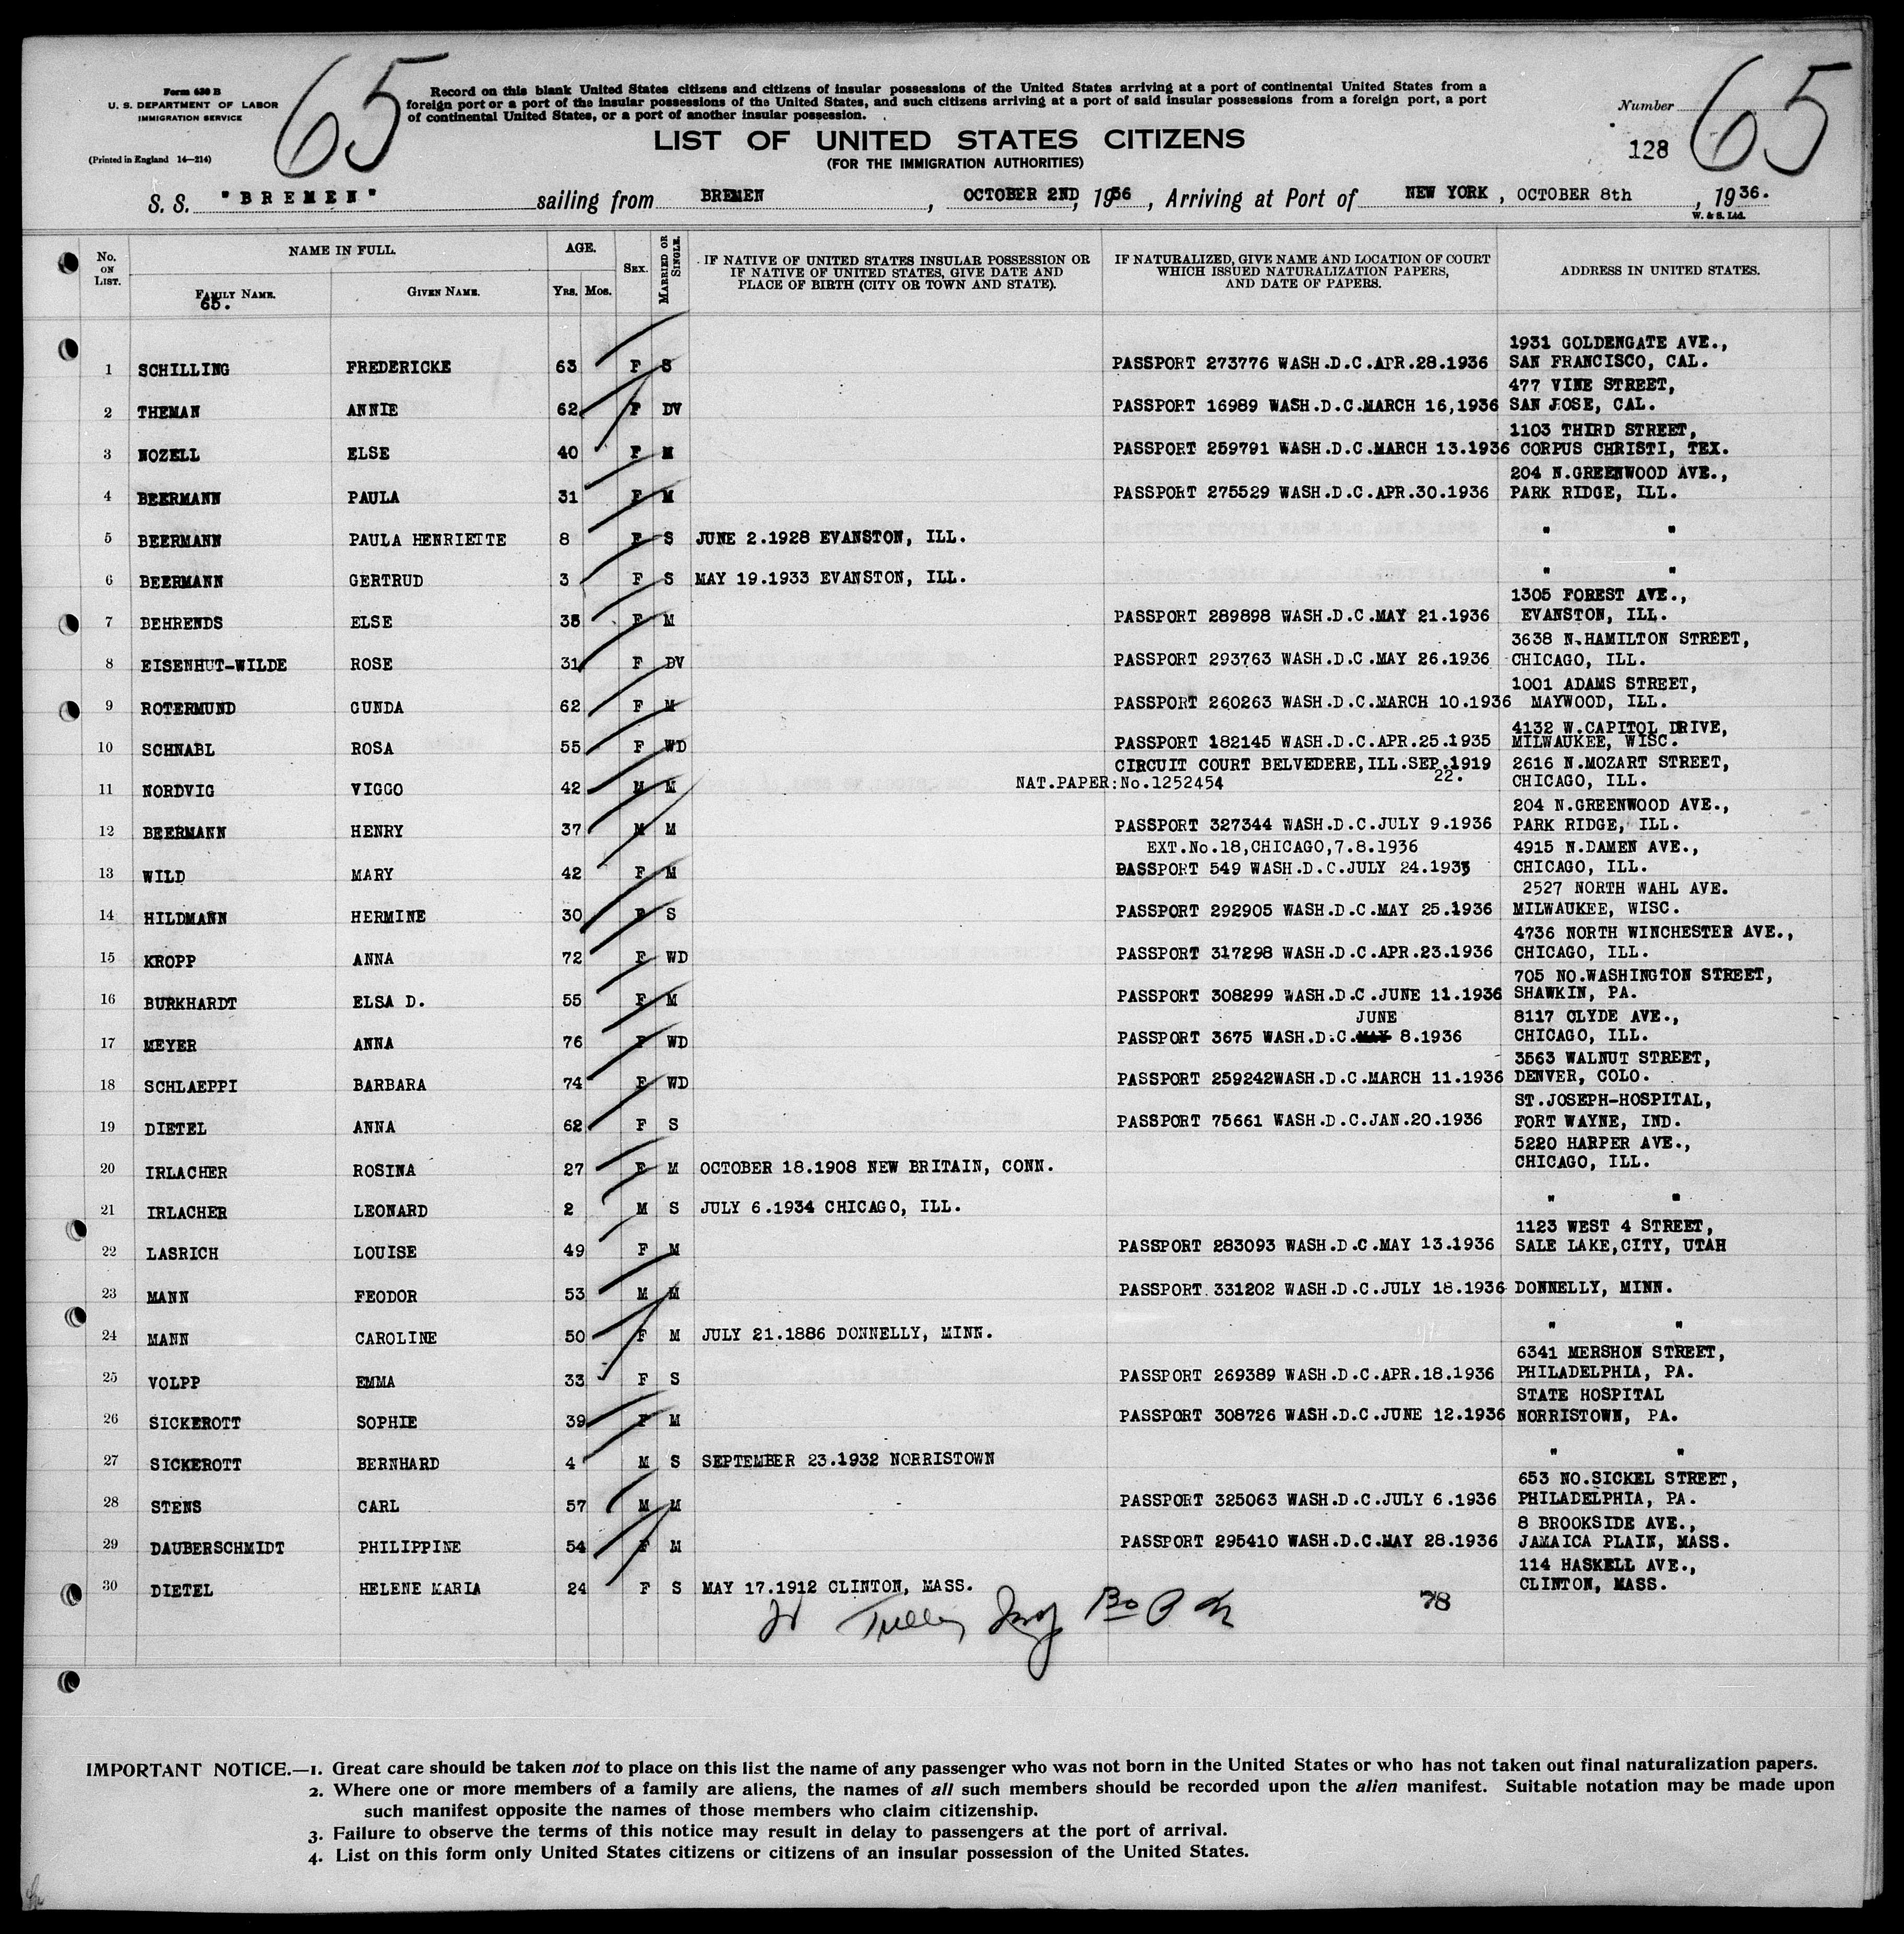 Form 630 B
U. S. DEPARTMENT OF LABOR
IMMIGRATION SERVICE
(Printed in England 14—214)
65
Record on this blank United States citizens and citizens of insular possessions of the United States arriving at a port of continental United States from a
foreign port or a port of the insular possessions of the United States, and such citizens arriving at a port of said insular possessions from a foreign port, a port
of continental United States, or a port of another insular possession.
LIST OF UNITED STATES CITIZENS
(FOR THE IMMIGRATION AUTHORITIES)
Number
128
65
S. S. "BREMEN" sailing from BREMEN, OCTOBER 2ND, 1936, Arriving at Port of NEW YORK, OCTOBER 8th, 1936.
W. & S. Ltd.
No. ON LIST. NAME IN FULL. AGE. SEX. MARRIED OR SINGLE. IF NATIVE OF UNITED STATES INSULAR POSSESSION OR IF NATIVE OF UNITED STATES, GIVE DATE AND PLACE OF BIRTH (CITY OR TOWN AND STATE). IF NATURALIZED, GIVE NAME AND LOCATION OF COURT WHICH ISSUED NATURALIZATION PAPERS, AND DATE OF PAPERS. ADDRESS IN UNITED STATES.
FAMILY NAME. GIVEN NAME. Yrs. Mos.
65.
1931 GOLDENGATE AVE.,
1 SCHILLING FREDERICKE 63 F S PASSPORT 273776 WASH.D.C.APR.28.1936 SAN FRANCISCO, CAL.
477 VINE STREET,
2 THEMAN ANNIE 62 F DV PASSPORT 16989 WASH.D.C.MARCH 16,1936 SAN JOSE, CAL.
1103 THIRD STREET,
3 NOZELL ELSE 40 F M PASSPORT 259791 WASH.D.C.MARCH 13.1936 CORPUS CHRISTI, TEX.
204 N.GREENWOOD AVE.,
4 BEERMANN PAULA 31 F M PASSPORT 275529 WASH.D.C.APR.30.1936 PARK RIDGE, ILL.
5 BEERMANN PAULA HENRIETTE 8 F S JUNE 2.1928 EVANSTON, ILL. " "
6 BEERMANN GERTRUD 3 F S MAY 19.1933 EVANSTON, ILL. " "
1305 FOREST AVE.,
7 BEHRENDS ELSE 35 F M PASSPORT 289898 WASH.D.C.MAY 21.1936 EVANSTON, ILL.
3638 N.HAMILTON STREET,
8 EISENHUT-WILDE ROSE 31 F DV PASSPORT 293763 WASH.D.C.MAY 26.1936 CHICAGO, ILL.
1001 ADAMS STREET,
9 ROTERMUND GUNDA 62 F M PASSPORT 260263 WASH.D.C.MARCH 10.1936 MAYWOOD, ILL.
4132 W.CAPITOL DRIVE,
10 SCHNABL ROSA 55 F WD PASSPORT 182145 WASH.D.C.APR.25.1935 MILWAUKEE, WISC.
CIRCUIT COURT BELVEDERE,ILL.SEP.1919 2616 N.MOZART STREET,
11 NORDVIG VIGGO 42 M M NAT.PAPER:No.1252454 22. CHICAGO, ILL.
204 N.GREENWOOD AVE.,
12 BEERMANN HENRY 37 M M PASSPORT 327344 WASH.D.C.JULY 9.1936 PARK RIDGE, ILL.
EXT.No.18,CHICAGO,7.8.1936 4915 N.DAMEN AVE.,
13 WILD MARY 42 F M PASSPORT 549 WASH.D.C.JULY 24.1933 CHICAGO, ILL.
2527 NORTH WAHL AVE.
14 HILDMANN HERMINE 30 F S PASSPORT 292905 WASH.D.C.MAY 25.1936 MILWAUKEE, WISC.
4736 NORTH WINCHESTER AVE.,
15 KROPP ANNA 72 F WD PASSPORT 317298 WASH.D.C.APR.23.1936 CHICAGO, ILL.
705 NO.WASHINGTON STREET,
16 BURKHARDT ELSA D. 55 F M PASSPORT 308299 WASH.D.C.JUNE 11.1936 SHAWKIN, PA.
JUNE 8117 CLYDE AVE.,
17 MEYER ANNA 76 F WD PASSPORT 3675 WASH.D.C.MAY 8.1936 CHICAGO, ILL.
3563 WALNUT STREET,
18 SCHLAEPPI BARBARA 74 F WD PASSPORT 259242WASH.D.C.MARCH 11.1936 DENVER, COLO.
ST.JOSEPH-HOSPITAL,
19 DIETEL ANNA 62 F S PASSPORT 75661 WASH.D.C.JAN.20.1936 FORT WAYNE, IND.
5220 HARPER AVE.,
20 IRLACHER ROSINA 27 F M OCTOBER 18.1908 NEW BRITAIN, CONN. CHICAGO, ILL.
21 IRLACHER LEONARD 2 M S JULY 6.1934 CHICAGO, ILL. " "
1123 WEST 4 STREET,
22 LASRICH LOUISE 49 F M PASSPORT 283093 WASH.D.C.MAY 13.1936 SALE LAKE,CITY, UTAH
23 MANN FEODOR 53 M M PASSPORT 331202 WASH.D.C.JULY 18.1936 DONNELLY, MINN.
24 MANN CAROLINE 50 F M JULY 21.1886 DONNELLY, MINN. " "
6341 MERSHON STREET,
25 VOLPP EMMA 33 F S PASSPORT 269389 WASH.D.C.APR.18.1936 PHILADELPHIA, PA.
STATE HOSPITAL
26 SICKEROTT SOPHIE 39 F M PASSPORT 308726 WASH.D.C.JUNE 12.1936 NORRISTOWN, PA.
27 SICKEROTT BERNHARD 4 M S SEPTEMBER 23.1932 NORRISTOWN " "
653 NO.SICKEL STREET,
28 STENS CARL 57 M M PASSPORT 325063 WASH.D.C.JULY 6.1936 PHILADELPHIA, PA.
8 BROOKSIDE AVE.,
29 DAUBERSCHMIDT PHILIPPINE 54 F M PASSPORT 295410 WASH.D.C.MAY 28.1936 JAMAICA PLAIN, MASS.
114 HASKELL AVE.,
30 DIETEL HELENE MARIA 24 F S MAY 17.1912 CLINTON, MASS. CLINTON, MASS.
78
IMPORTANT NOTICE.—1. Great care should be taken not to place on this list the name of any passenger who was not born in the United States or who has not taken out final naturalization papers.
2. Where one or more members of a family are aliens, the names of all such members should be recorded upon the alien manifest. Suitable notation may be made upon
such manifest opposite the names of those members who claim citizenship.
3. Failure to observe the terms of this notice may result in delay to passengers at the port of arrival.
4. List on this form only United States citizens or citizens of an insular possession of the United States.